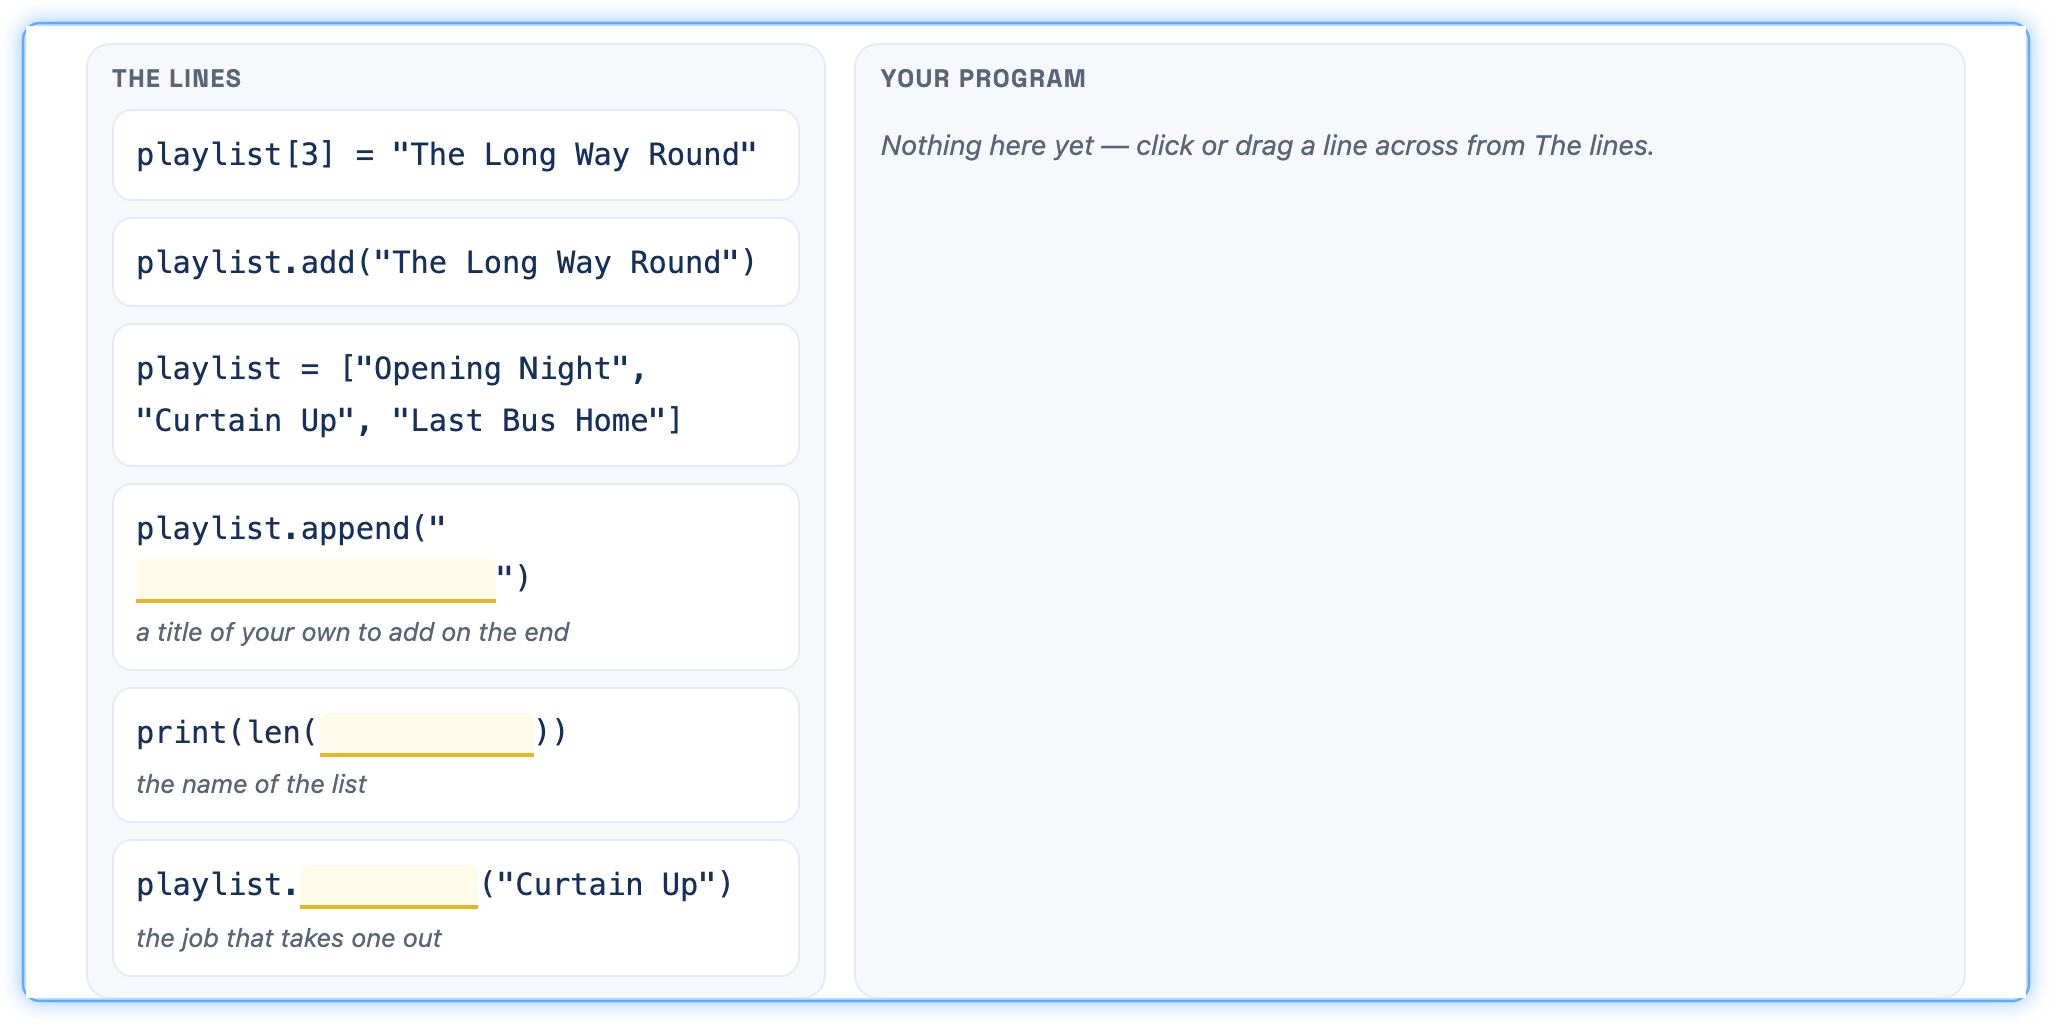 THE LINES
playlist[3] = "The Long Way Round"
playlist.add("The Long Way Round")
playlist = ["Opening Night",
"Curtain Up", "Last Bus Home"]
playlist.append("
")
a title of your own to add on the end
print(len( ))
the name of the list
playlist. ("Curtain Up")
the job that takes one out
YOUR PROGRAM
Nothing here yet — click or drag a line across from The lines.